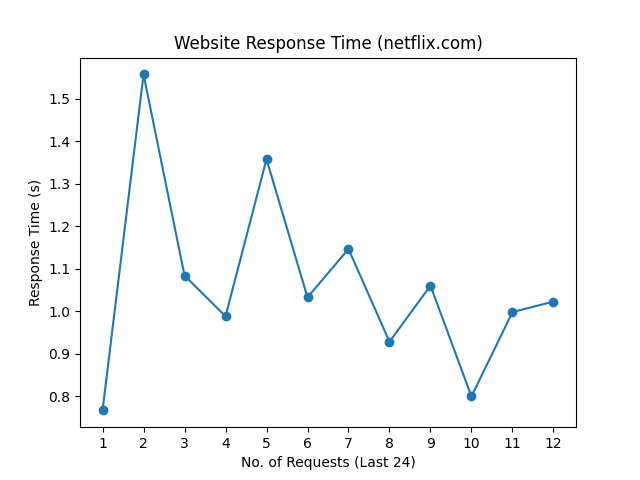 Website Response Time (netflix.com)
1.5
1.4
1.3
1.2
1.1
1.0
0.9
0.8
Response Time (s)
1 2 3 4 5 6 7 8 9 10 11 12
No. of Requests (Last 24)